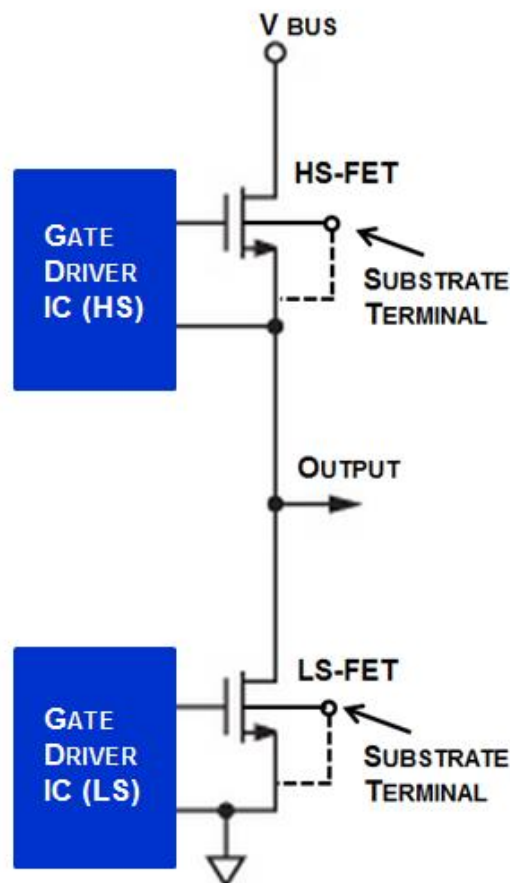 V BUS
HS-FET
GATE
DRIVER
IC (HS)
SUBSTRATE
TERMINAL
OUTPUT
LS-FET
GATE
DRIVER
IC (LS)
SUBSTRATE
TERMINAL